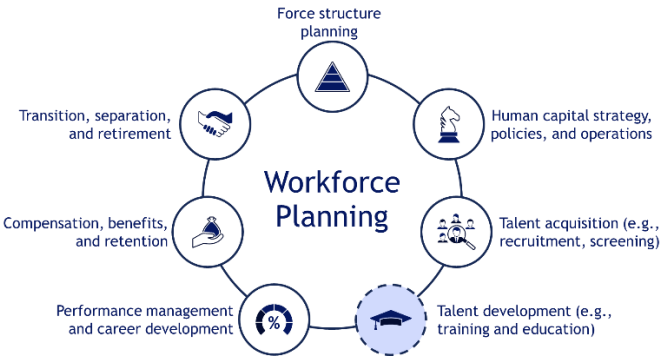 Force structure
planning
Human capital strategy,
policies, and operations
Talent acquisition (e.g.,
recruitment, screening)
Talent development (e.g.,
training and education)
Performance management
and career development
%
Compensation, benefits,
and retention
Transition, separation,
and retirement
Workforce
Planning